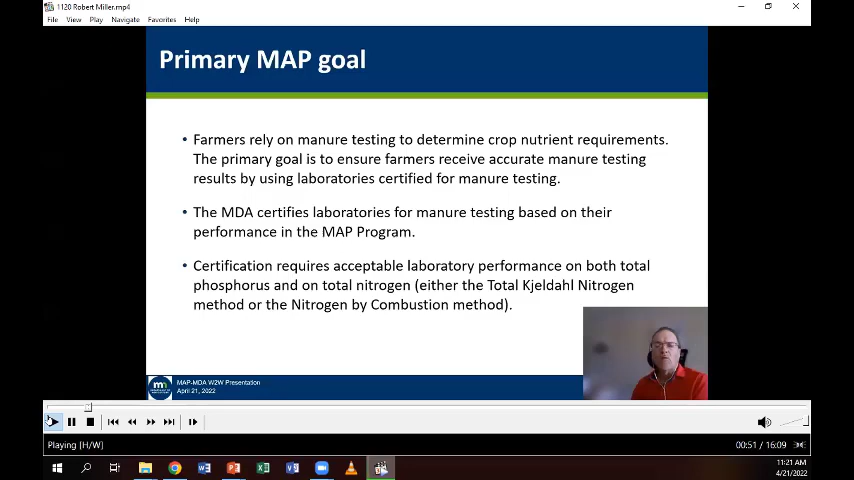 1120 Robert Miller.mp4
File View Play Navigate Favorites Help
Primary MAP goal
• Farmers rely on manure testing to determine crop nutrient requirements.
The primary goal is to ensure farmers receive accurate manure testing
results by using laboratories certified for manure testing.
• The MDA certifies laboratories for manure testing based on their
performance in the MAP Program.
• Certification requires acceptable laboratory performance on both total
phosphorus and on total nitrogen (either the Total Kjeldahl Nitrogen
method or the Nitrogen by Combustion method).
MAP-MDA W2W Presentation
April 21, 2022
Playing [H/W]
00:51 / 16:09
11:21 AM
4/21/2022